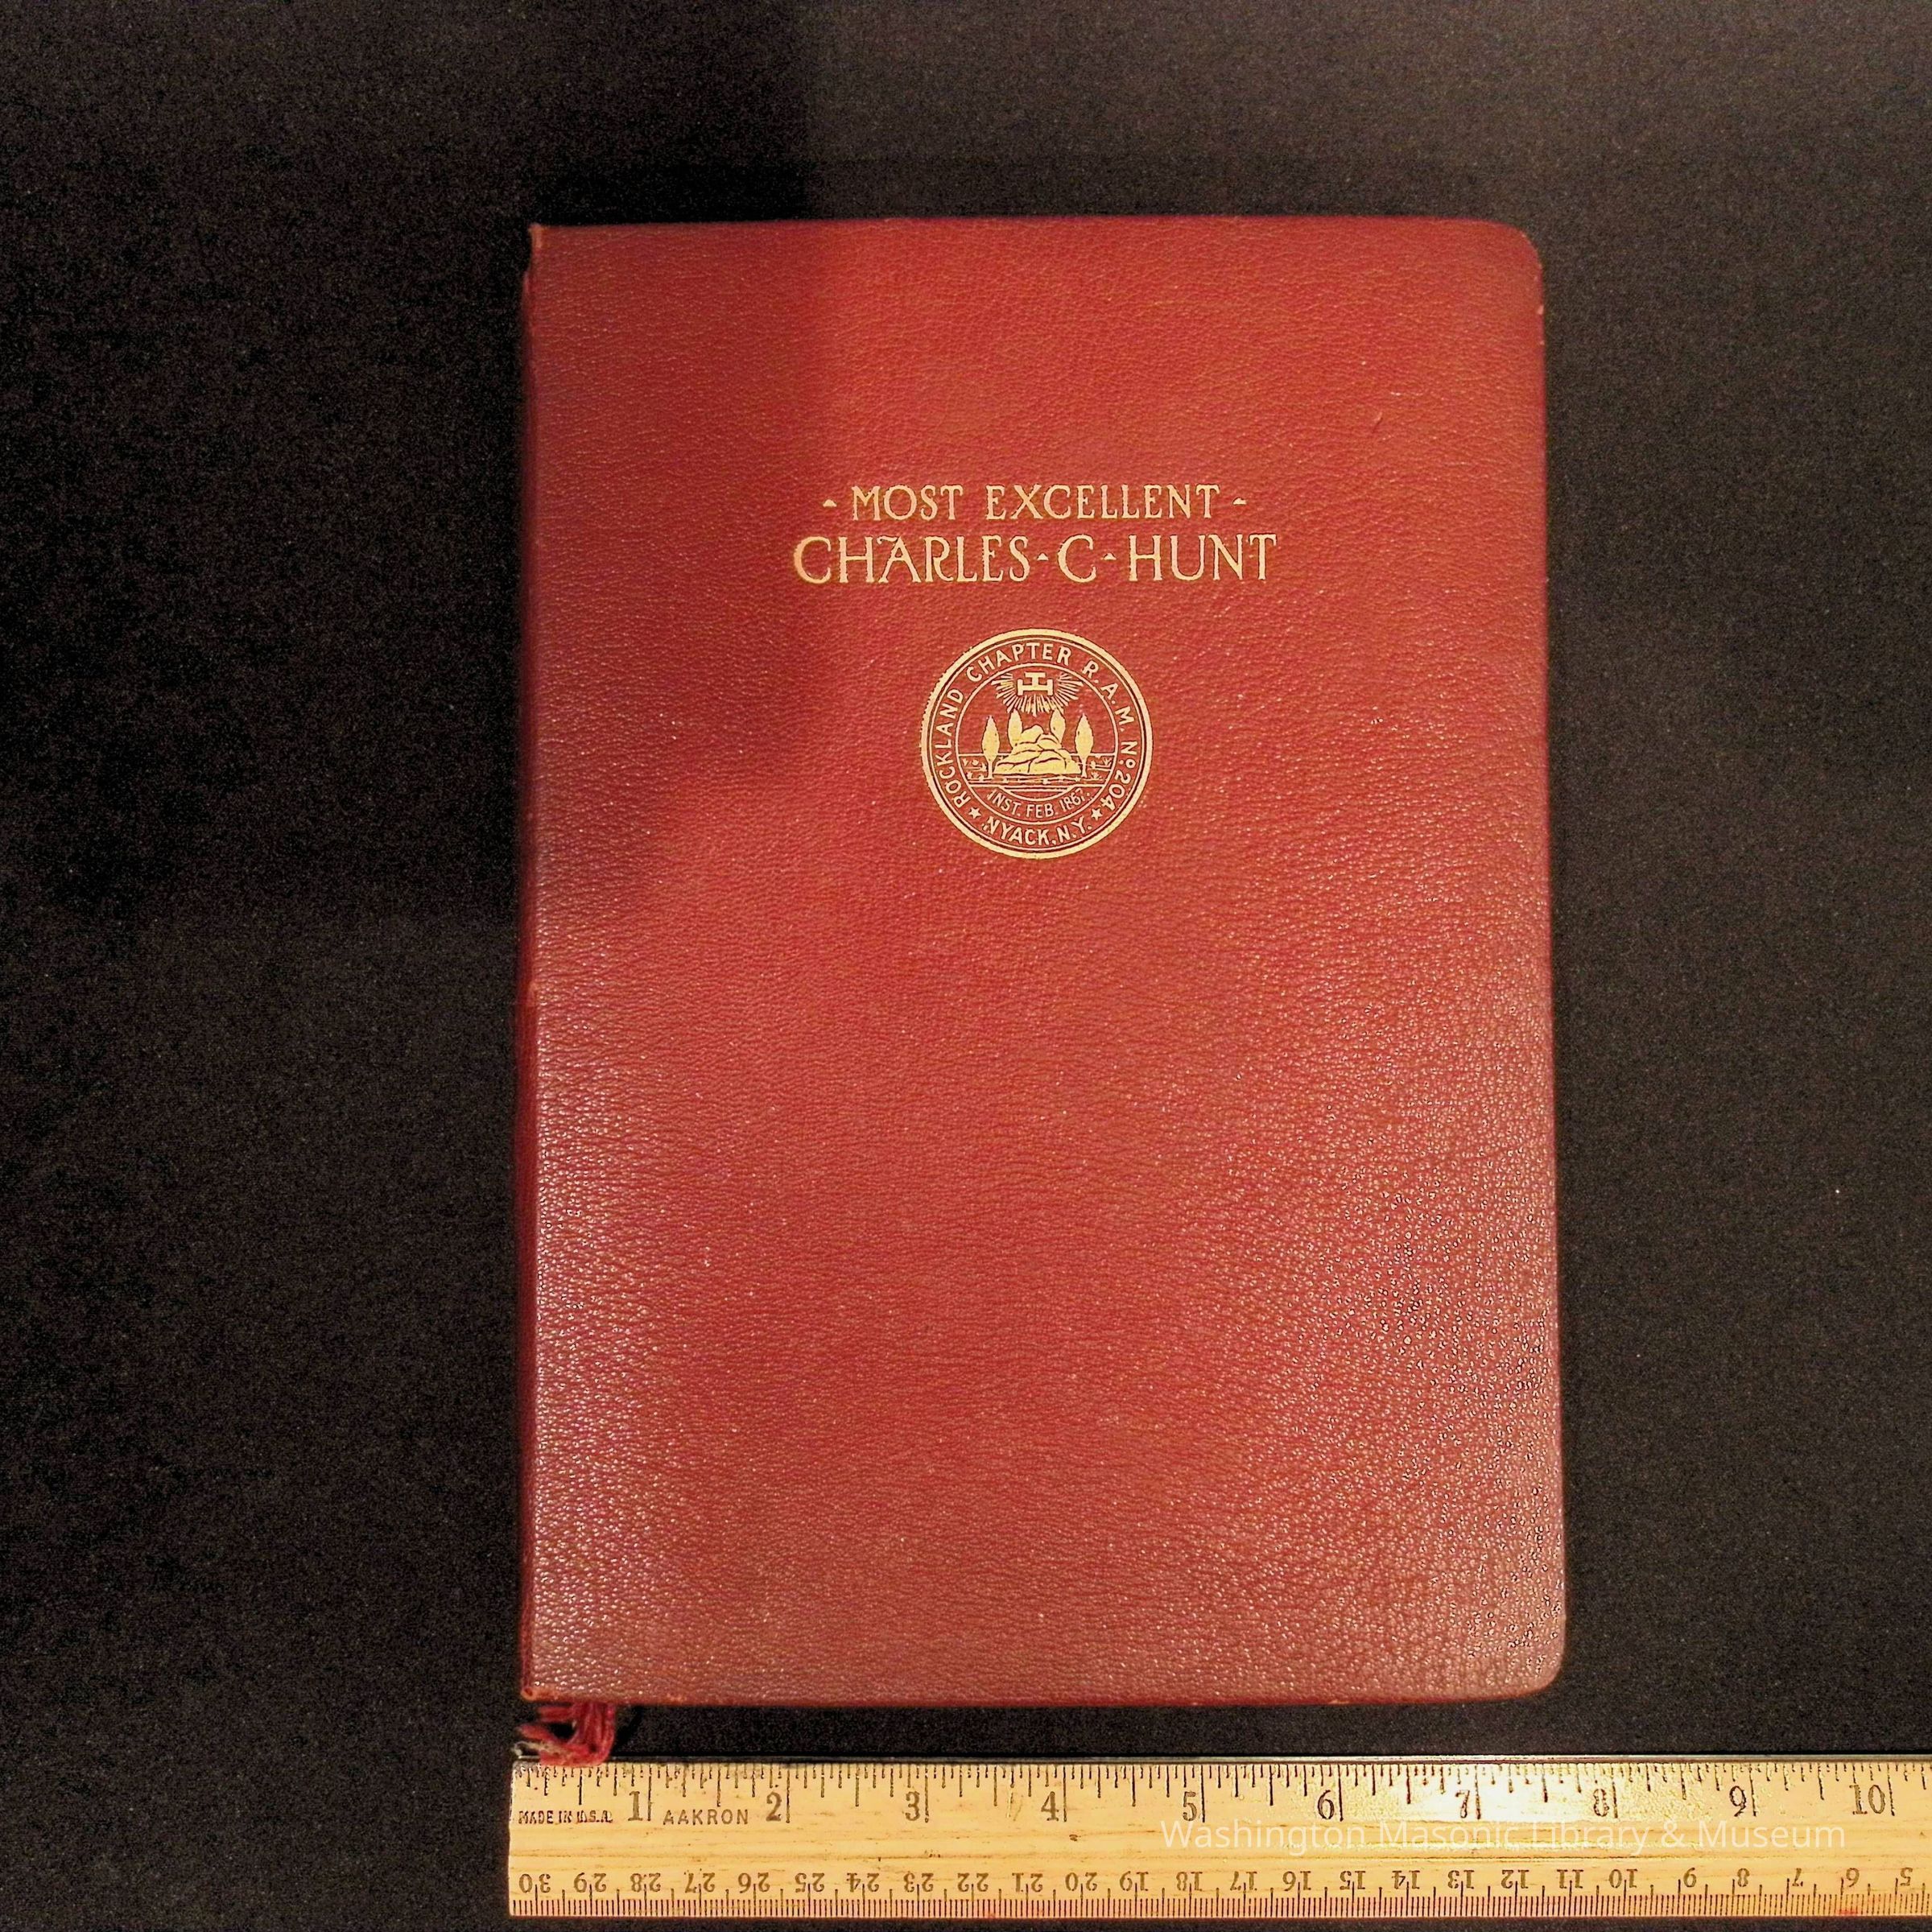 - MOST EXCELLENT -
CHARLES - C - HUNT
ROCKLAND CHAPTER R.A.M. Nº 204
INST. FEB. 1867.
★ NYACK, N.Y. ★
1 2 3 4 5 6 7 8 9 10
MADE IN U.S.A. AAKRON
Washington Masonic Library & Museum
30 29 28 27 26 25 24 23 22 21 20 19 18 17 16 15 14 13 12 11 10 9 8 7 6 5